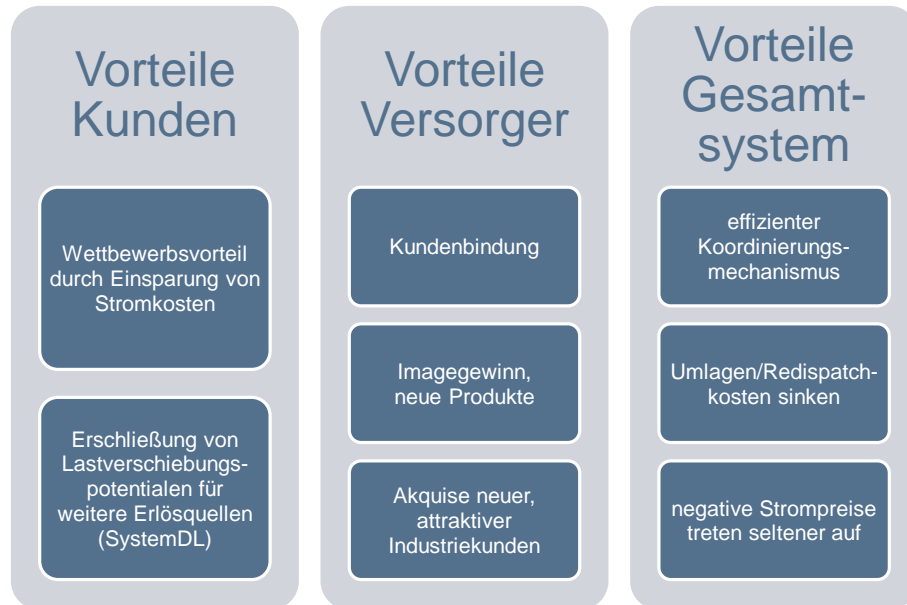 Vorteile
Kunden
Wettbewerbsvorteil
durch Einsparung von
Stromkosten
Erschließung von
Lastverschiebungs-
potentialen für
weitere Erlösquellen
(SystemDL)
Vorteile
Versorger
Kundenbindung
Imagegewinn,
neue Produkte
Akquise neuer,
attraktiver
Industriekunden
Vorteile
Gesamt-
system
effizienter
Koordinierungs-
mechanismus
Umlagen/Redispatch-
kosten sinken
negative Strompreise
treten seltener auf